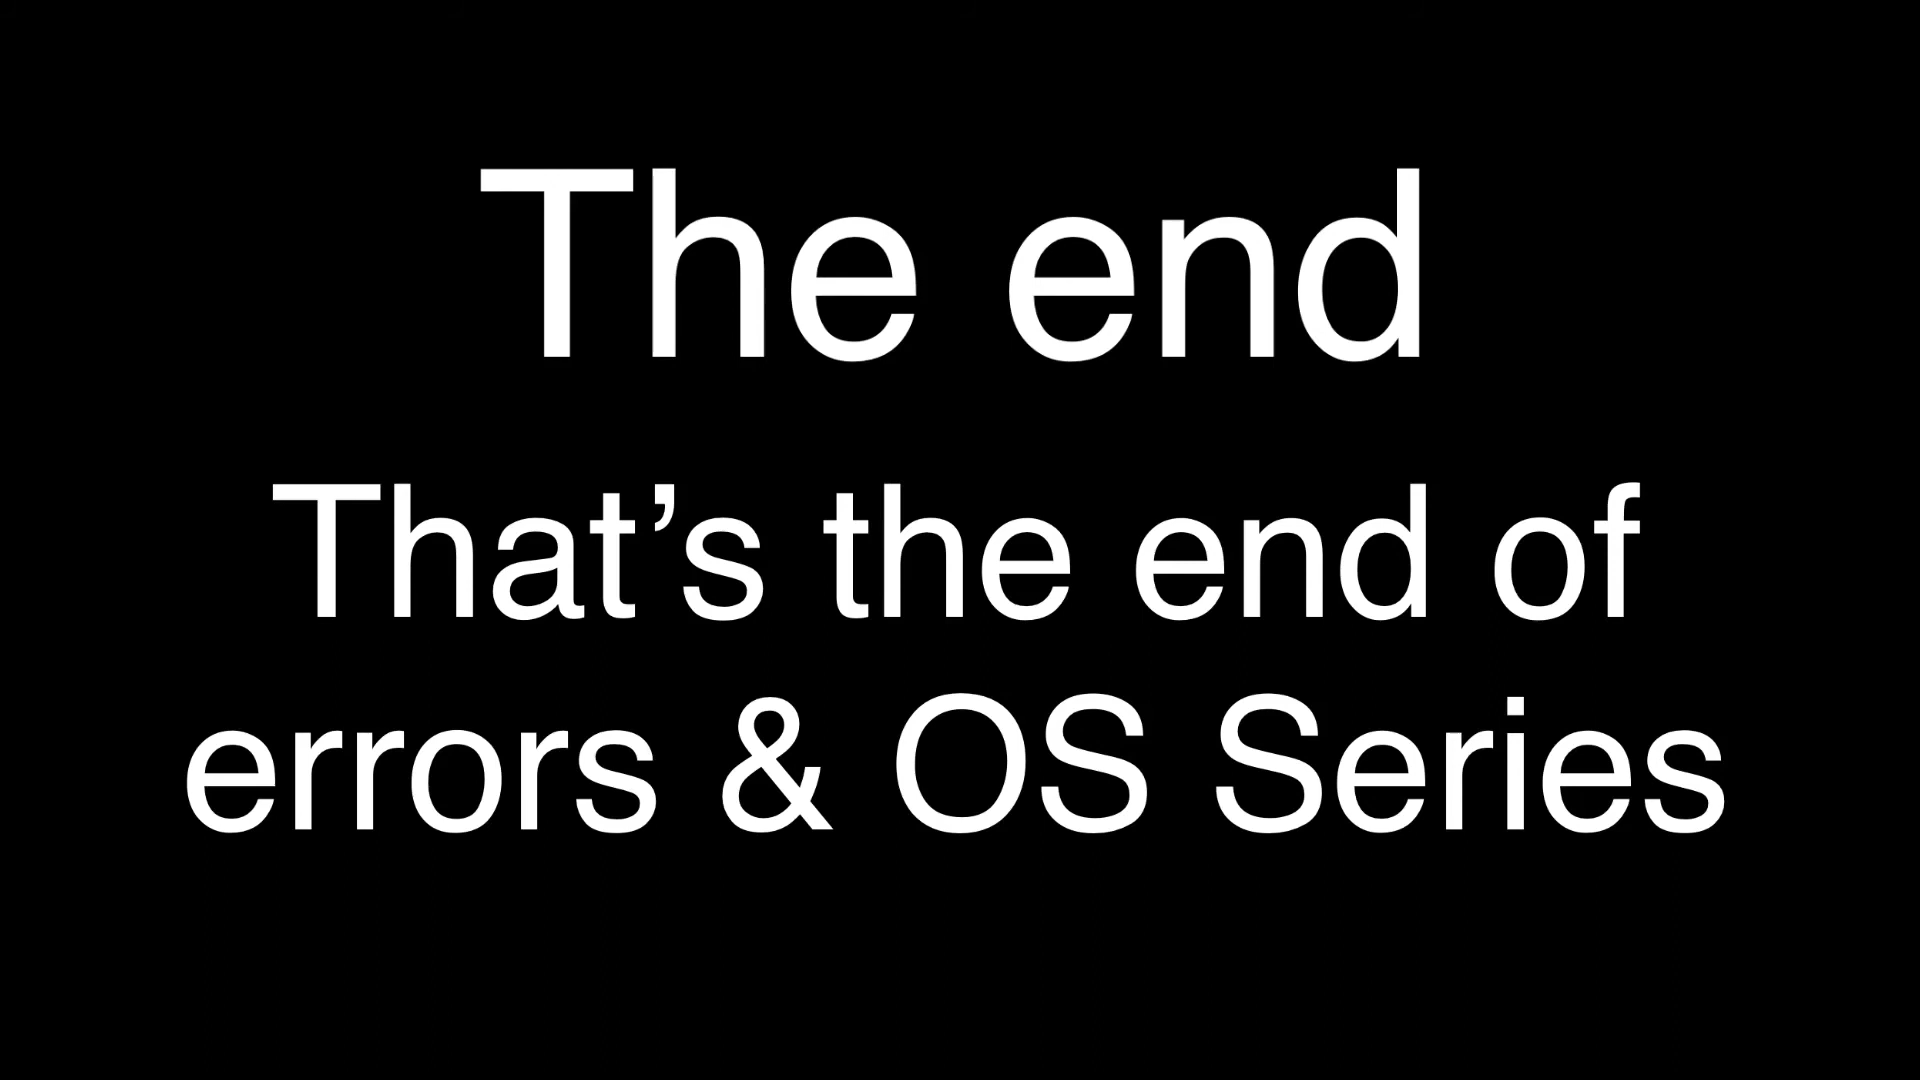 The end
That’s the end of
errors & OS Series